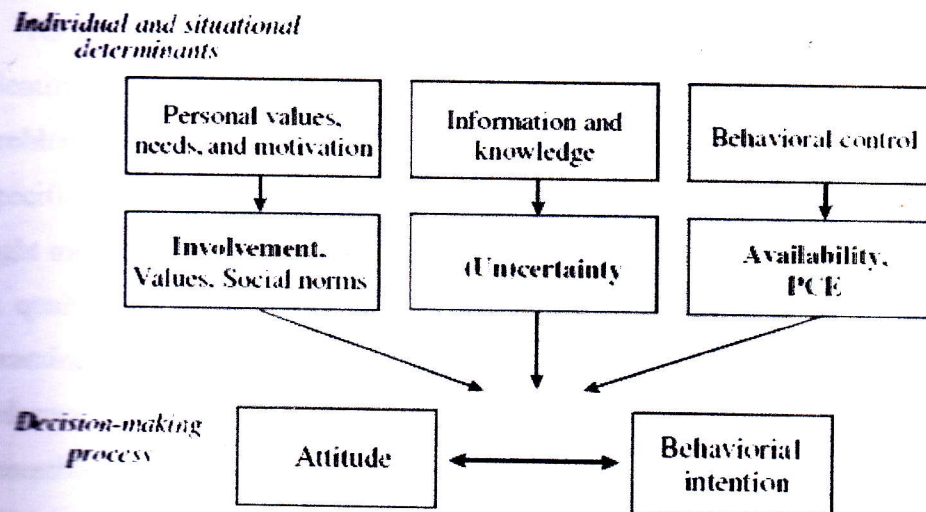 Individual and situational
determinants
Personal values,
needs, and motivation
Information and
knowledge
Behavioral control
Involvement,
Values, Social norms
(Un)certainty
Availability,
PCE
Decision-making
process
Attitude
Behaviorial
intention